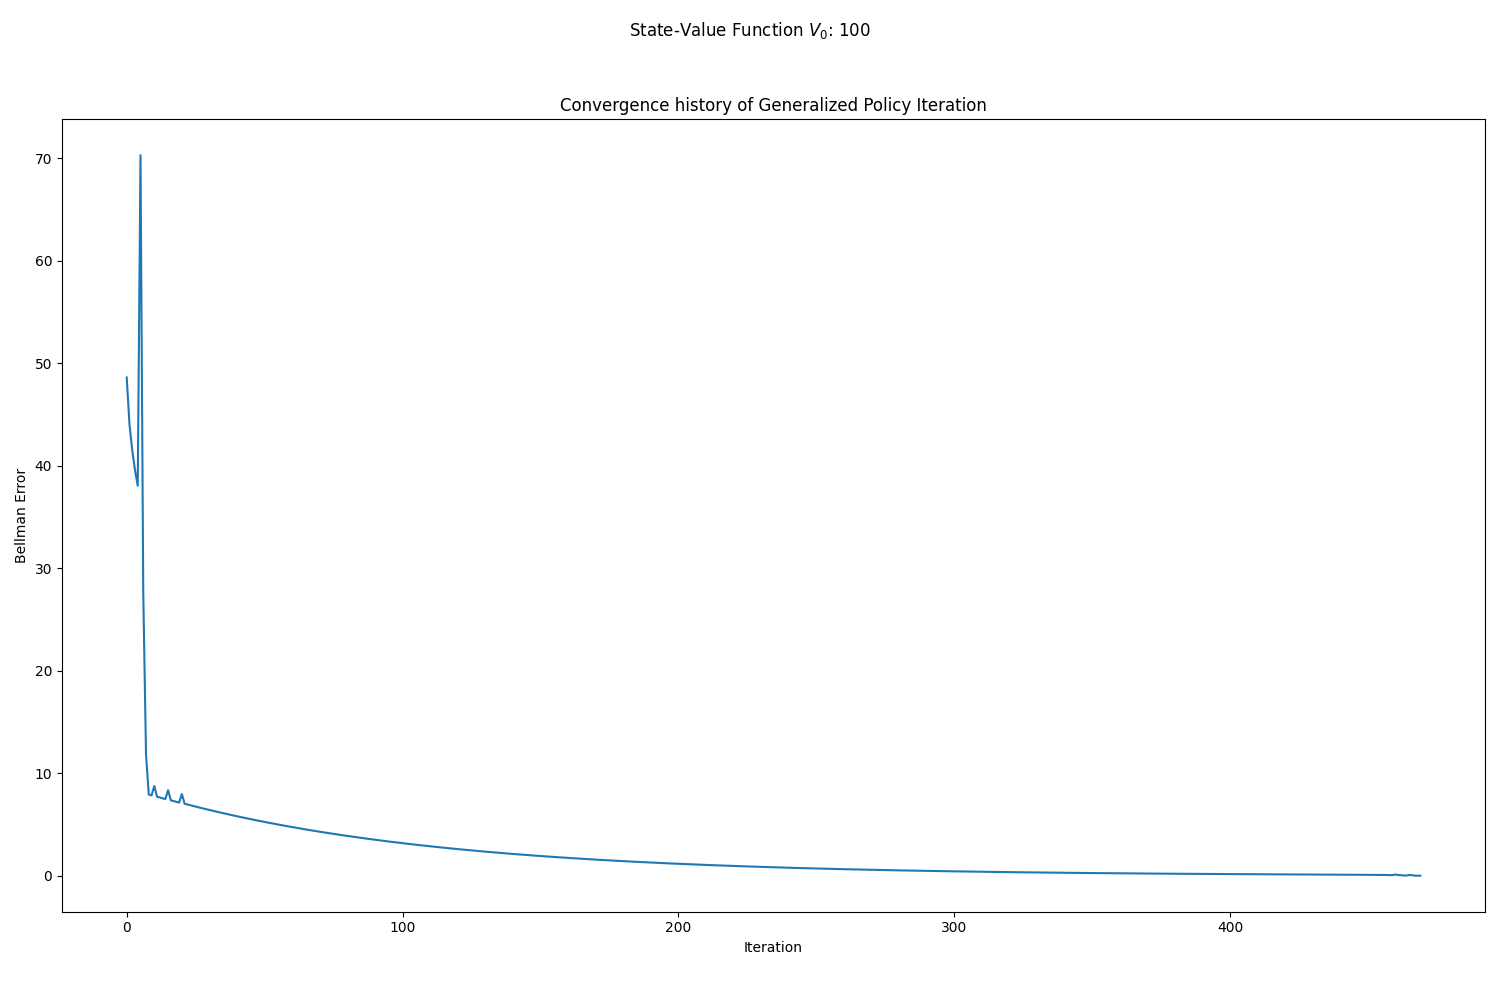 State-Value Function V₀: 100
Convergence history of Generalized Policy Iteration
70
60
50
40
30
20
10
0
Bellman Error
0 100 200 300 400
Iteration